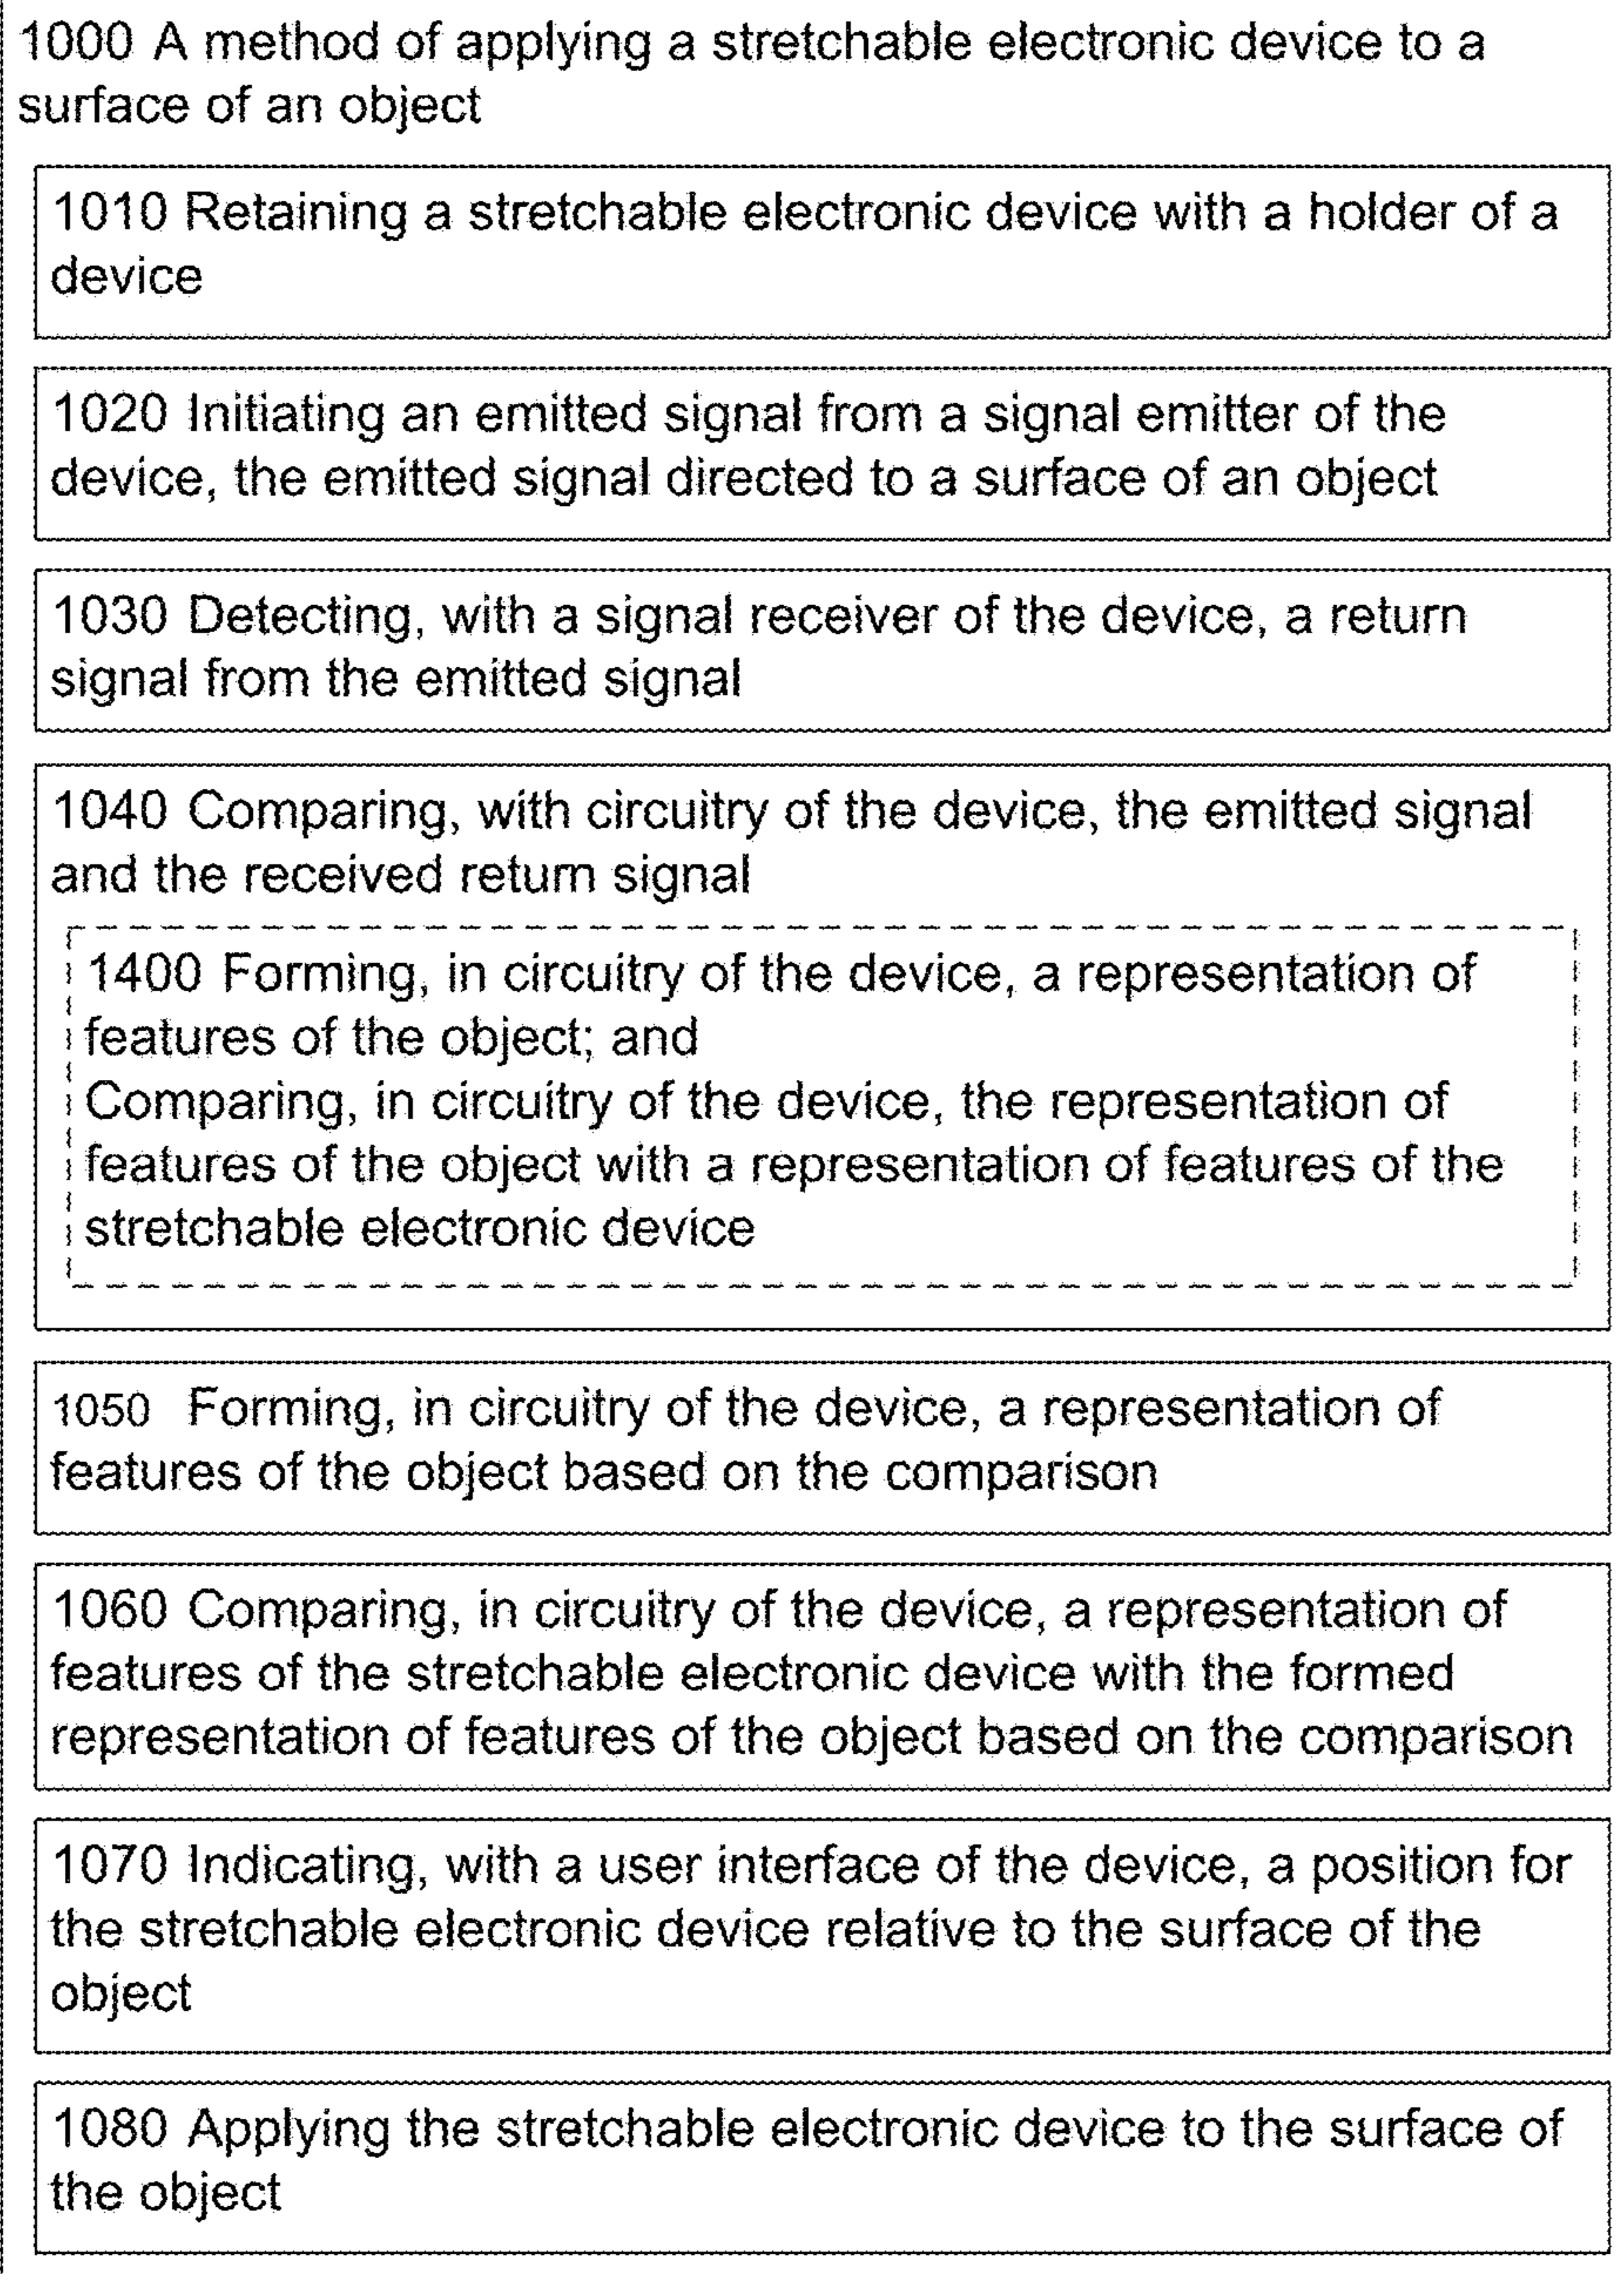 1000 A method of applying a stretchable electronic device to a
surface of an object
1010 Retaining a stretchable electronic device with a holder of a
device
1020 Initiating an emitted signal from a signal emitter of the
device, the emitted signal directed to a surface of an object
1030 Detecting, with a signal receiver of the device, a return
signal from the emitted signal
1040 Comparing, with circuitry of the device, the emitted signal
and the received return signal
1400 Forming, in circuitry of the device, a representation of
features of the object; and
Comparing, in circuitry of the device, the representation of
features of the object with a representation of features of the
stretchable electronic device
1050 Forming, in circuitry of the device, a representation of
features of the object based on the comparison
1060 Comparing, in circuitry of the device, a representation of
features of the stretchable electronic device with the formed
representation of features of the object based on the comparison
1070 Indicating, with a user interface of the device, a position for
the stretchable electronic device relative to the surface of the
object
1080 Applying the stretchable electronic device to the surface of
the object